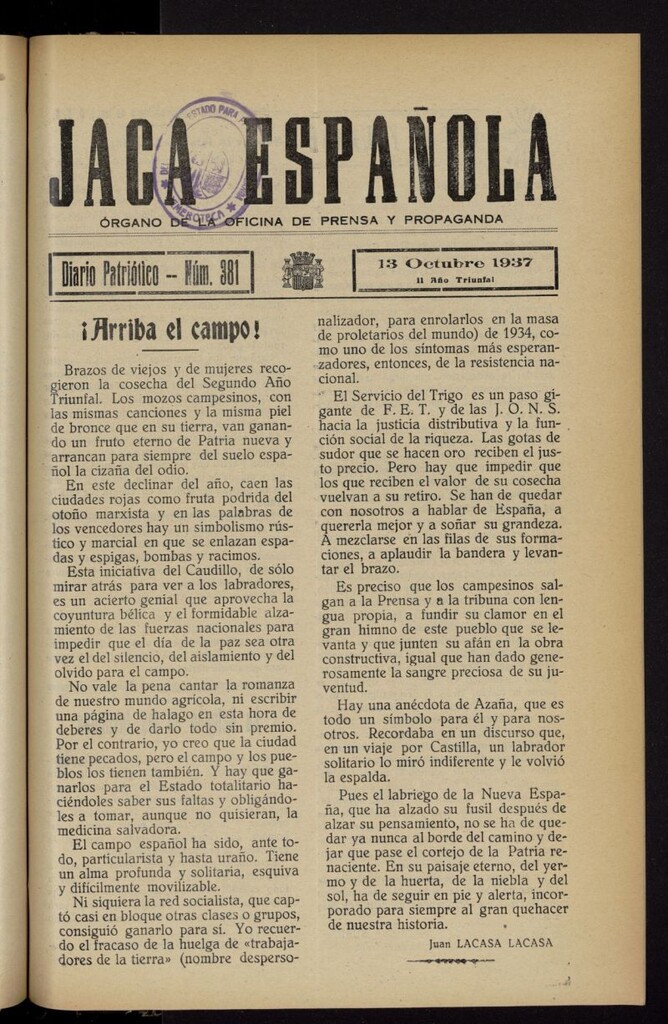 JACA ESPAÑOLA
ÓRGANO DE LA OFICINA DE PRENSA Y PROPAGANDA
Diario Patriótico -- Núm. 381
13 Octubre 1937
II Año Triunfal
¡Arriba el campo!
Brazos de viejos y de mujeres reco-
gieron la cosecha del Segundo Año
Triunfal. Los mozos campesinos, con
las mismas canciones y la misma piel
de bronce que en su tierra, van ganan-
do un fruto eterno de Patria nueva y
arrancan para siempre del suelo espa-
ñol la cizaña del odio.
En este declinar del año, caen las
ciudades rojas como fruta podrida del
otoño marxista y en las palabras de
los vencedores hay un simbolismo rús-
tico y marcial en que se enlazan espa-
das y espigas, bombas y racimos.
Esta iniciativa del Caudillo, de sólo
mirar atrás para ver a los labradores,
es un acierto genial que aprovecha la
coyuntura bélica y el formidable alza-
miento de las fuerzas nacionales para
impedir que el día de la paz sea otra
vez el del silencio, del aislamiento y del
olvido para el campo.
No vale la pena cantar la romanza
de nuestro mundo agrícola, ni escribir
una página de halago en esta hora de
deberes y de darlo todo sin premio.
Por el contrario, yo creo que la ciudad
tiene pecados, pero el campo y los pue-
blos los tienen también. Y hay que ga-
narlos para el Estado totalitario ha-
ciéndoles saber sus faltas y obligándo-
les a tomar, aunque no quisieran, la
medicina salvadora.
El campo español ha sido, ante to-
do, particularista y hasta uraño. Tiene
un alma profunda y solitaria, esquiva
y difícilmente movilizable.
Ni siquiera la red socialista, que cap-
tó casi en bloque otras clases o grupos,
consiguió ganarlo para sí. Yo recuer-
do el fracaso de la huelga de «trabaja-
dores de la tierra» (nombre desperso-
nalizador, para enrolarlos en la masa
de proletarios del mundo) de 1934, co-
mo uno de los síntomas más esperan-
zadores, entonces, de la resistencia na-
cional.
El Servicio del Trigo es un paso gi-
gante de F. E. T. y de las J. O. N. S.
hacia la justicia distributiva y la fun-
ción social de la riqueza. Las gotas de
sudor que se hacen oro reciben el jus-
to precio. Pero hay que impedir que
los que reciben el valor de su cosecha
vuelvan a su retiro. Se han de quedar
con nosotros a hablar de España, a
quererla mejor y a soñar su grandeza.
A mezclarse en las filas de sus forma-
ciones, a aplaudir la bandera y levan-
tar el brazo.
Es preciso que los campesinos sal-
gan a la Prensa y a la tribuna con len-
gua propia, a fundir su clamor en el
gran himno de este pueblo que se le-
vanta y que junten su afán en la obra
constructiva, igual que han dado gene-
rosamente la sangre preciosa de su ju-
ventud.
Hay una anécdota de Azaña, que es
todo un símbolo para él y para nos-
otros. Recordaba en un discurso que,
en un viaje por Castilla, un labrador
solitario lo miró indiferente y le volvió
la espalda.
Pues el labriego de la Nueva Espa-
ña, que ha alzado su fusil después de
alzar su pensamiento, no se ha de que-
dar ya nunca al borde del camino y de-
jar que pase el cortejo de la Patria re-
naciente. En su paisaje eterno, del yer-
mo y de la huerta, de la niebla y del
sol, ha de seguir en pie y alerta, incor-
porado para siempre al gran quehacer
de nuestra historia.
Juan LACASA LACASA